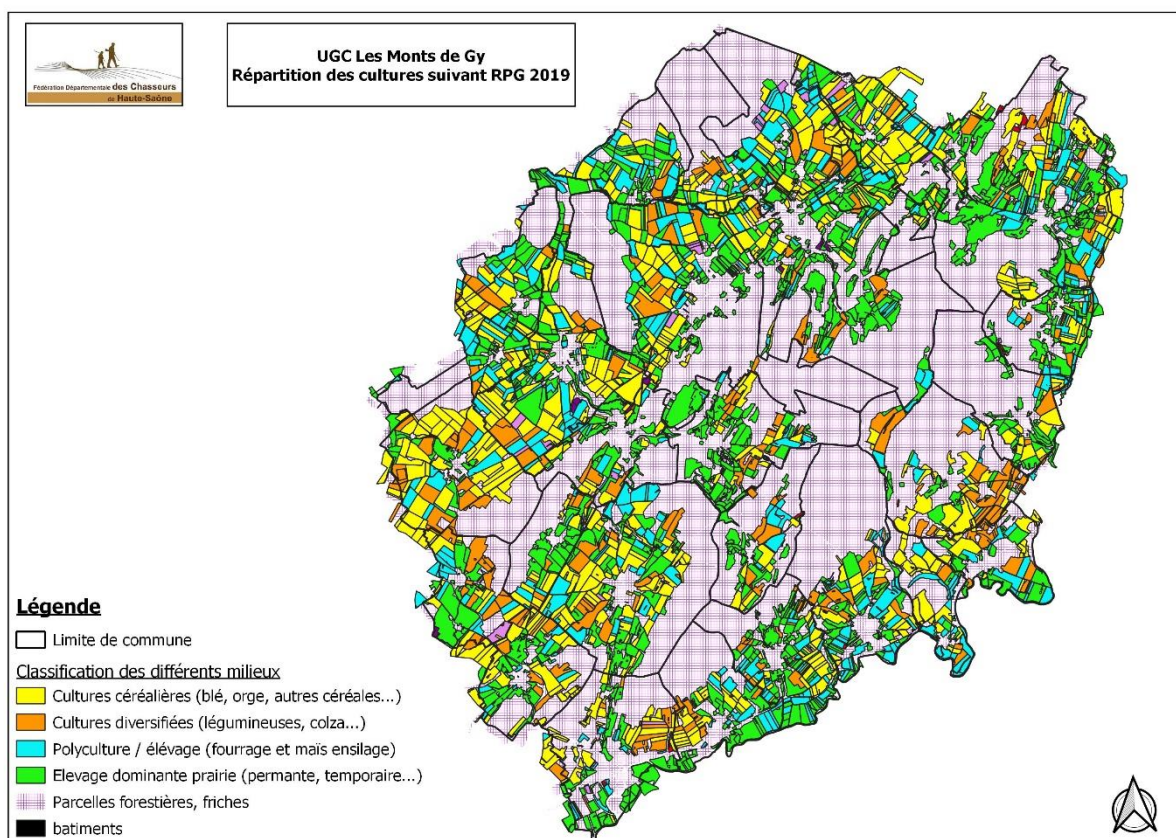 Fédération Départementale des Chasseurs
de Haute-Saône
UGC Les Monts de Gy
Répartition des cultures suivant RPG 2019
Légende
Limite de commune
Classification des différents milieux
Cultures céréalières (blé, orge, autres céréales...)
Cultures diversifiées (légumineuses, colza...)
Polyculture / élévage (fourrage et maïs ensilage)
Elevage dominante prairie (permante, temporaire...)
Parcelles forestières, friches
batiments